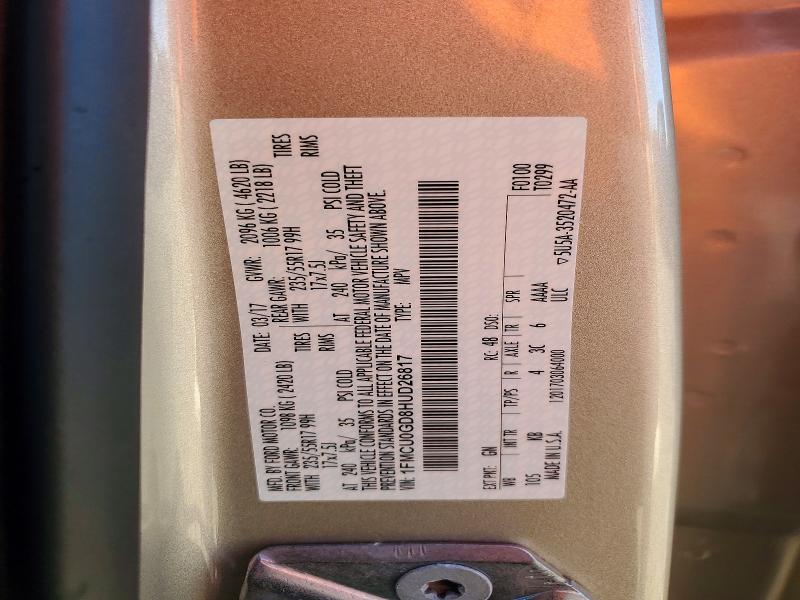 MFD. BY FORD MOTOR CO.
DATE: 03/17 GVWR: 2096 KG ( 4620 LB)
FRONT GAWR: 1098 KG ( 2420 LB) REAR GAWR: 1006 KG ( 2218 LB)
WITH 235/55R17 99H TIRES WITH 235/55R17 99H TIRES
17x7.5J RIMS 17x7.5J RIMS
AT 240 kPa/ 35 PSI COLD AT 240 kPa/ 35 PSI COLD
THIS VEHICLE CONFORMS TO ALL APPLICABLE FEDERAL MOTOR VEHICLE SAFETY AND THEFT
PREVENTION STANDARDS IN EFFECT ON THE DATE OF MANUFACTURE SHOWN ABOVE.
VIN: 1FMCU0GD8HUD26817 TYPE: MPV
F0100
T0299
EXT PNT: GN RC: 4B DSO:
WB INT TR TP/PS R AXLE TR SPR
105 KB 4 3C 6 AAAA
MADE IN U.S.A. 1201703064000 ULC
▽5U5A-3520472-AA